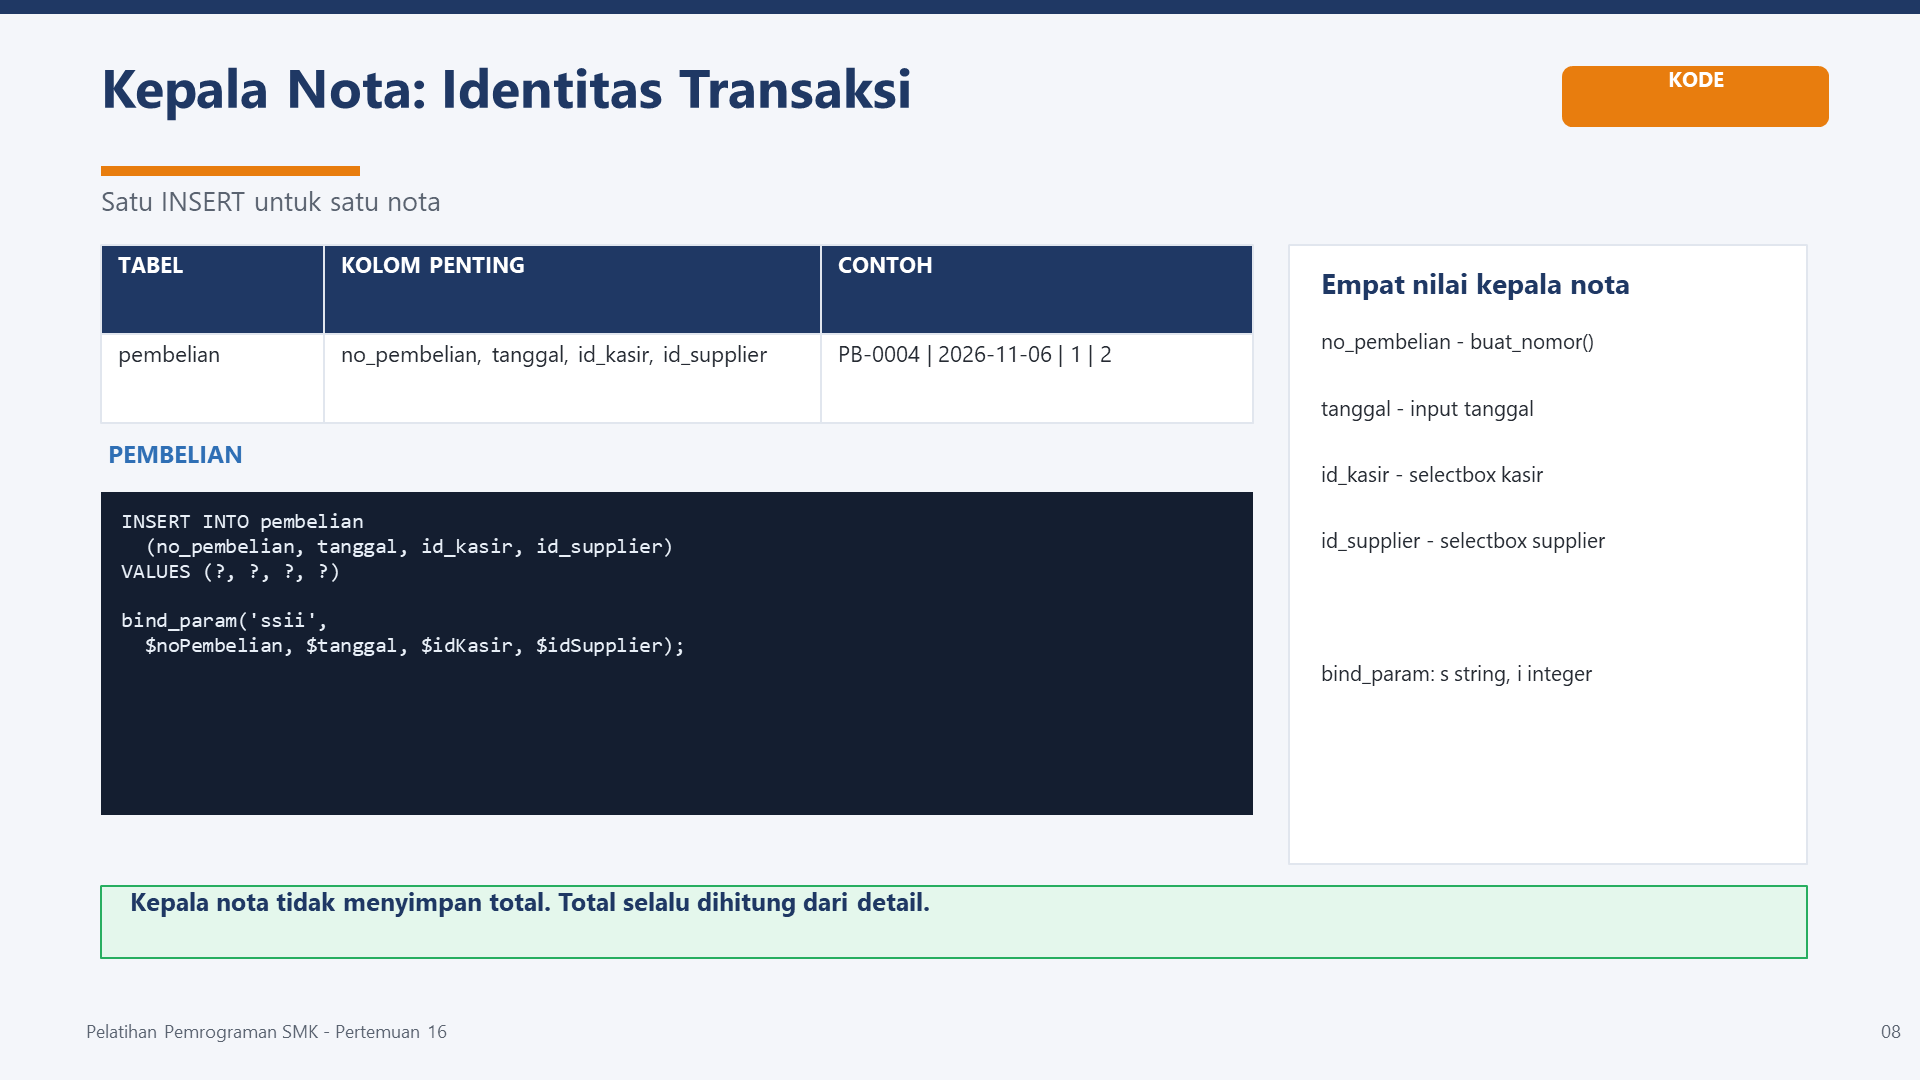 Kepala Nota: Identitas Transaksi
KODE
Satu INSERT untuk satu nota
TABEL
KOLOM PENTING
CONTOH
pembelian
no_pembelian, tanggal, id_kasir, id_supplier
PB-0004 | 2026-11-06 | 1 | 2
PEMBELIAN
INSERT INTO pembelian
  (no_pembelian, tanggal, id_kasir, id_supplier)
VALUES (?, ?, ?, ?)
bind_param('ssii',
  $noPembelian, $tanggal, $idKasir, $idSupplier);
Empat nilai kepala nota
no_pembelian - buat_nomor()
tanggal - input tanggal
id_kasir - selectbox kasir
id_supplier - selectbox supplier
bind_param: s string, i integer
Kepala nota tidak menyimpan total. Total selalu dihitung dari detail.
Pelatihan Pemrograman SMK - Pertemuan 16
08